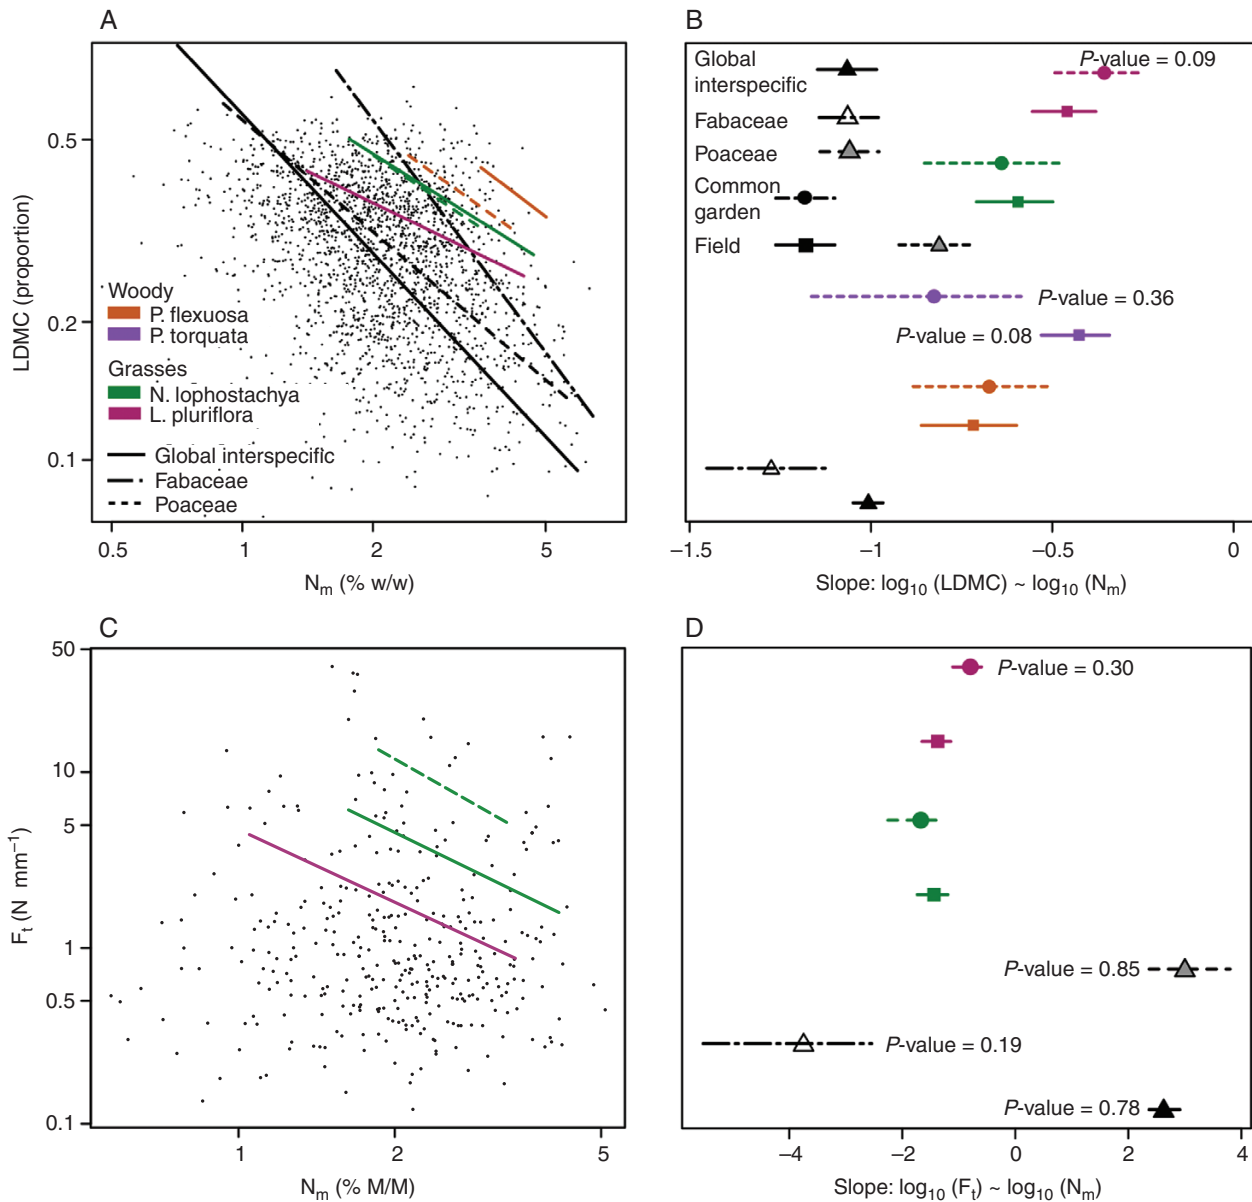 A
LDMC (proportion)
0.5
0.2
0.1
Woody
P. flexuosa
P. torquata
Grasses
N. lophostachya
L. pluriflora
Global interspecific
Fabaceae
Poaceae
0.5 1 2 5
Nₘ (% w/w)
B
Global
interspecific
Fabaceae
Poaceae
Common
garden
Field
P-value = 0.09
P-value = 0.36
P-value = 0.08
−1.5 −1 −0.5 0
Slope: log₁₀ (LDMC) ~ log₁₀ (Nₘ)
C
Fₜ (N mm⁻¹)
50
10
5
1
0.5
0.1
1 2 5
Nₘ (% M/M)
D
P-value = 0.30
P-value = 0.85
P-value = 0.19
P-value = 0.78
−4 −2 0 2 4
Slope: log₁₀ (Fₜ) ~ log₁₀ (Nₘ)